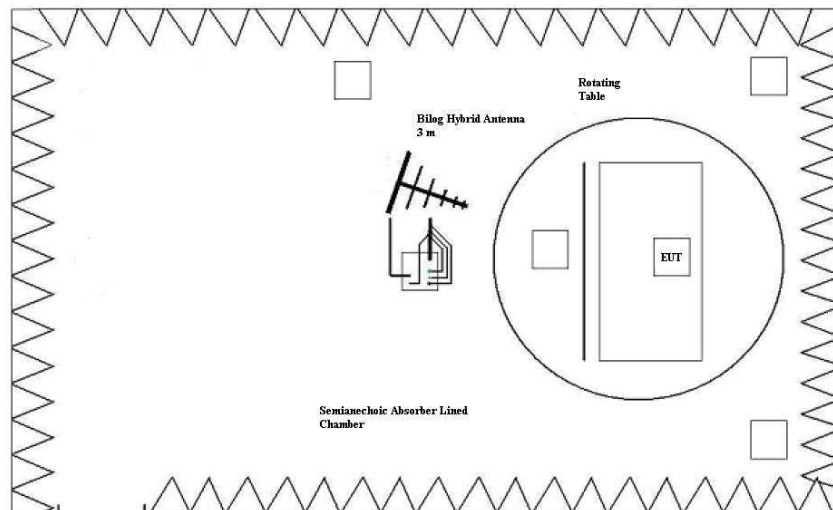 Rotating
Table
Bilog Hybrid Antenna
3 m
EUT
Semianechoic Absorber Lined
Chamber